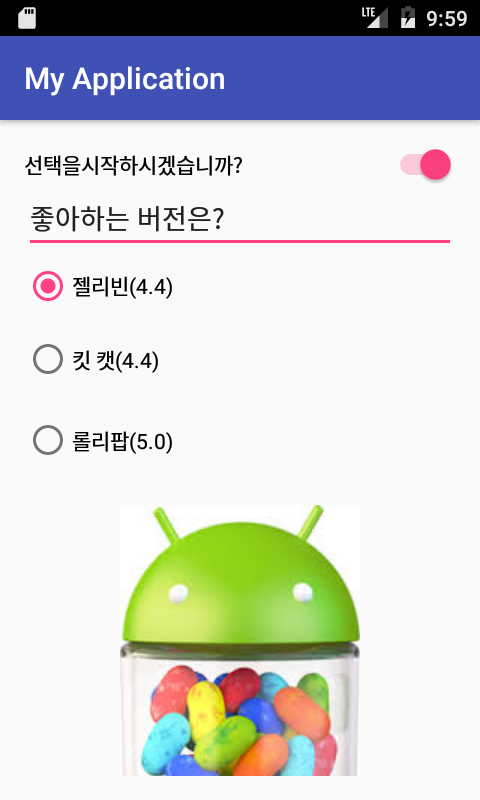 LTE 9:59
My Application
선택을시작하시겠습니까?
좋아하는 버전은?
젤리빈(4.4)
킷 캣(4.4)
롤리팝(5.0)